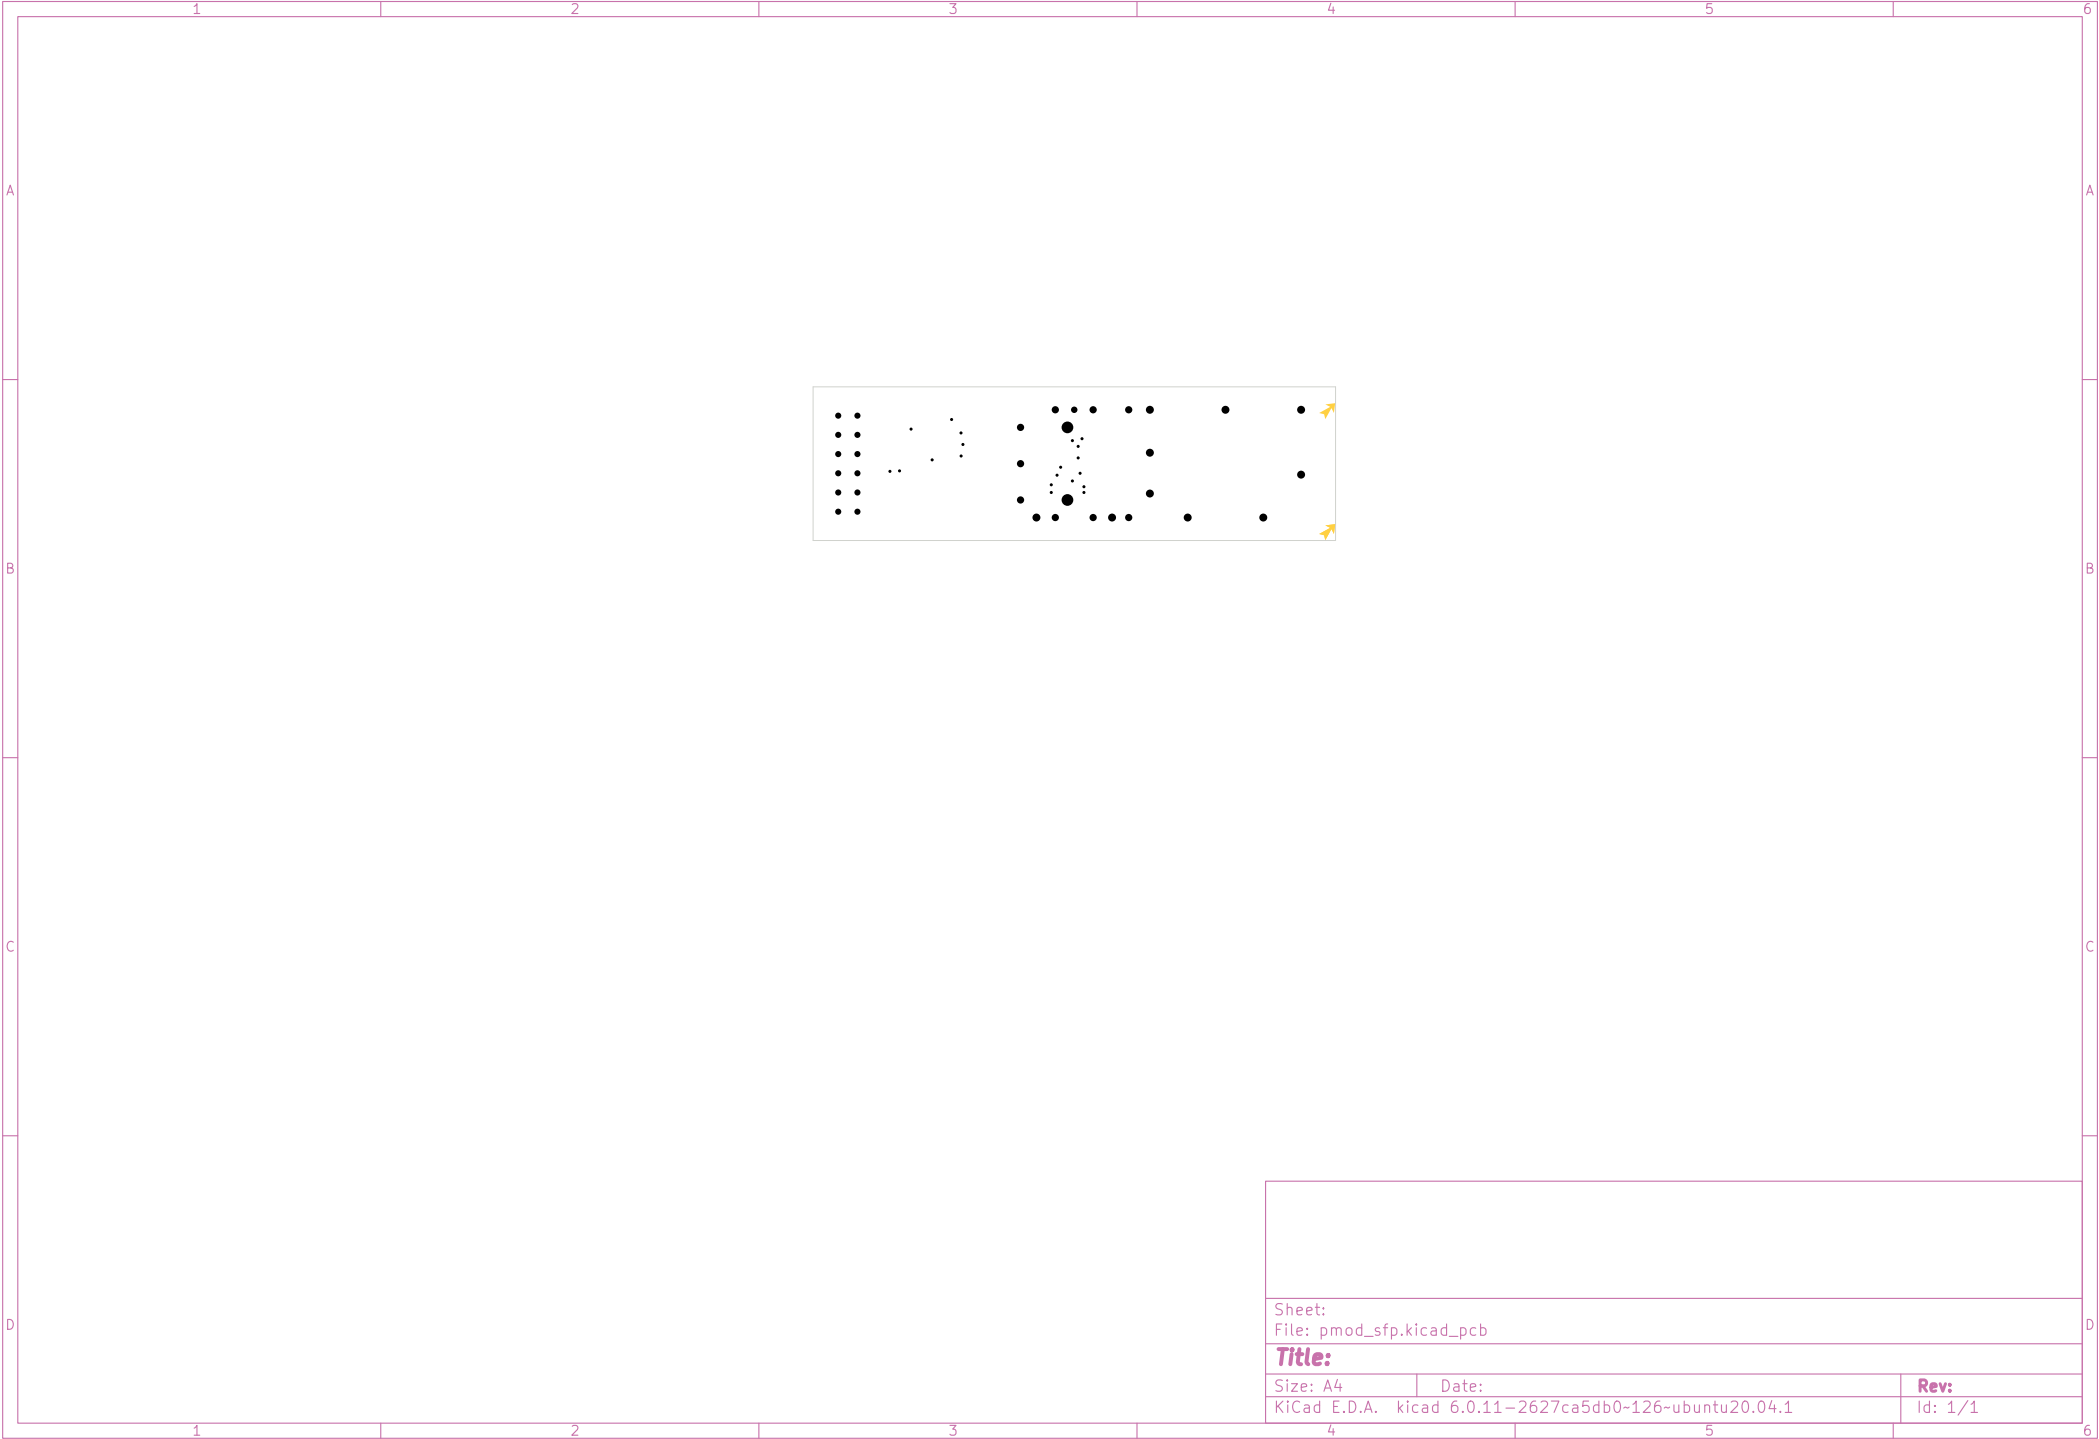 1 2 3 4 5 6
A A
B B
C C
D D
Sheet:
File: pmod_sfp.kicad_pcb
Title:
Size: A4 Date: Rev:
KiCad E.D.A. kicad 6.0.11-2627ca5db0~126~ubuntu20.04.1 Id: 1/1
1 2 3 4 5 6